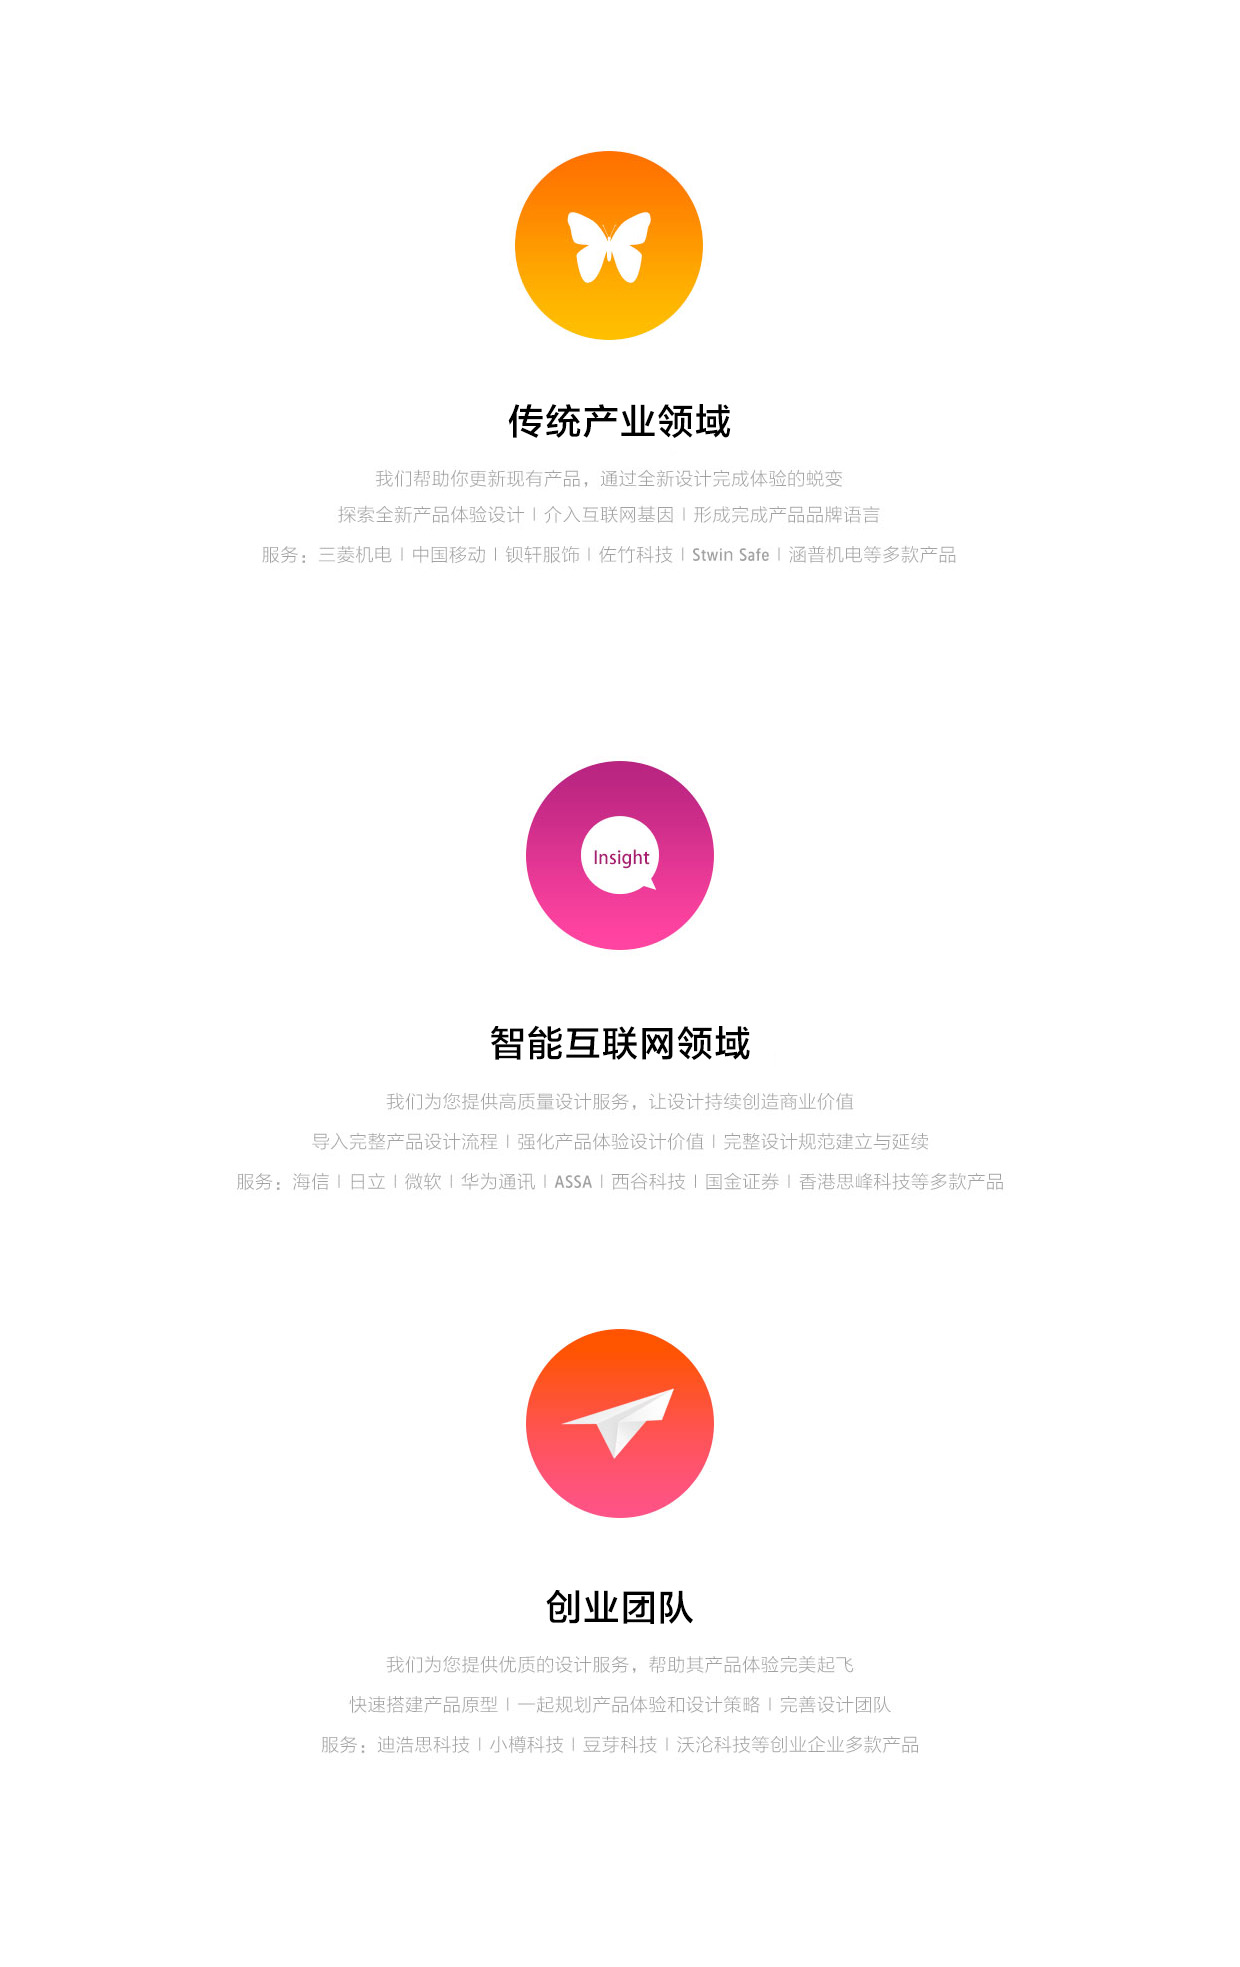 传统产业领域
我们帮助你更新现有产品，通过全新设计完成体验的蜕变
探索全新产品体验设计 | 介入互联网基因 | 形成完成产品品牌语言
服务：三菱机电 | 中国移动 | 钡轩服饰 | 佐竹科技 | Stwin Safe | 涵普机电等多款产品
Insight
智能互联网领域
我们为您提供高质量设计服务，让设计持续创造商业价值
导入完整产品设计流程 | 强化产品体验设计价值 | 完整设计规范建立与延续
服务：海信 | 日立 | 微软 | 华为通讯 | ASSA | 西谷科技 | 国金证券 | 香港思峰科技等多款产品
创业团队
我们为您提供优质的设计服务，帮助其产品体验完美起飞
快速搭建产品原型 | 一起规划产品体验和设计策略 | 完善设计团队
服务：迪浩思科技 | 小樽科技 | 豆芽科技 | 沃沦科技等创业企业多款产品